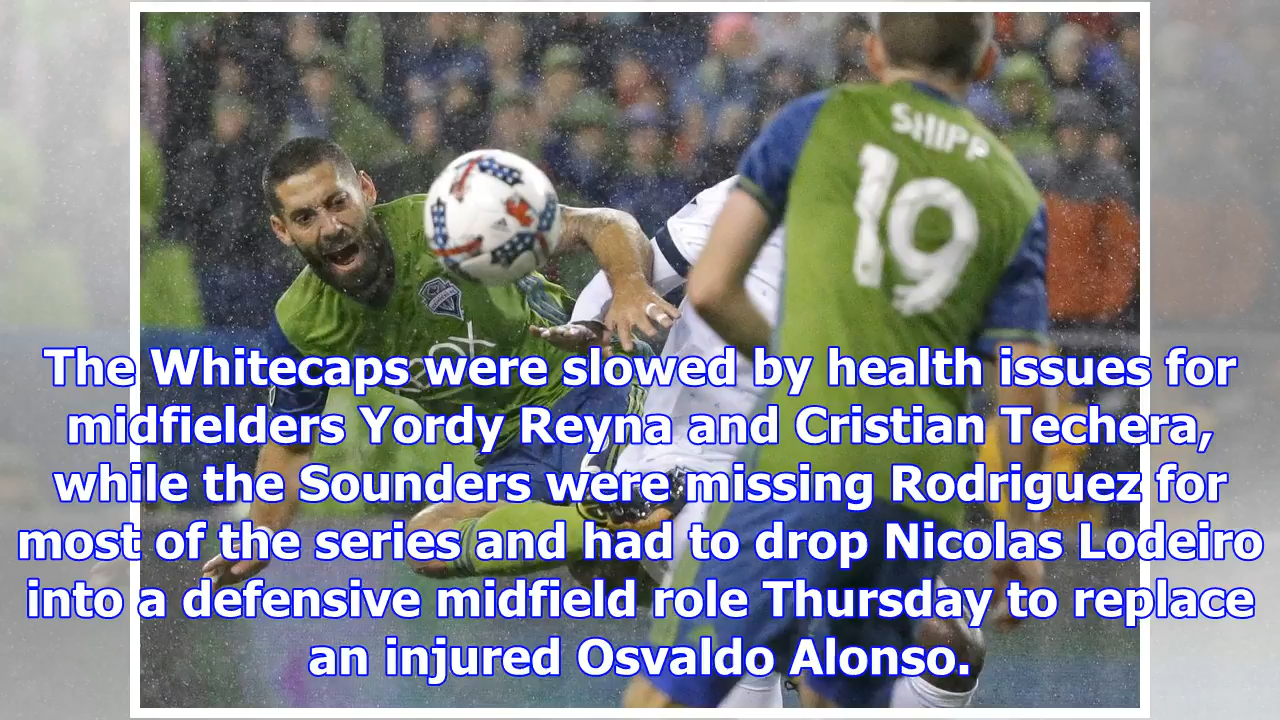 SHIPP
19
The Whitecaps were slowed by health issues for
midfielders Yordy Reyna and Cristian Techera,
while the Sounders were missing Rodriguez for
most of the series and had to drop Nicolas Lodeiro
into a defensive midfield role Thursday to replace
an injured Osvaldo Alonso.